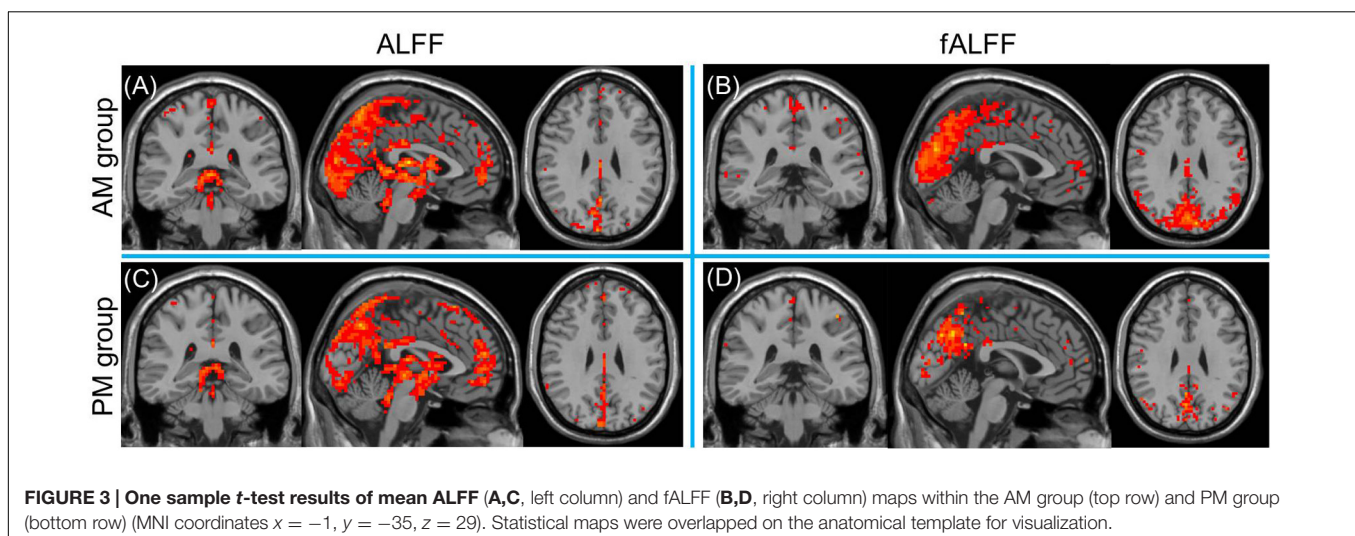 ALFF
fALFF
AM group
(A)
(B)
PM group
(C)
(D)
FIGURE 3 | One sample t-test results of mean ALFF (A,C, left column) and fALFF (B,D, right column) maps within the AM group (top row) and PM group
(bottom row) (MNI coordinates x = −1, y = −35, z = 29). Statistical maps were overlapped on the anatomical template for visualization.